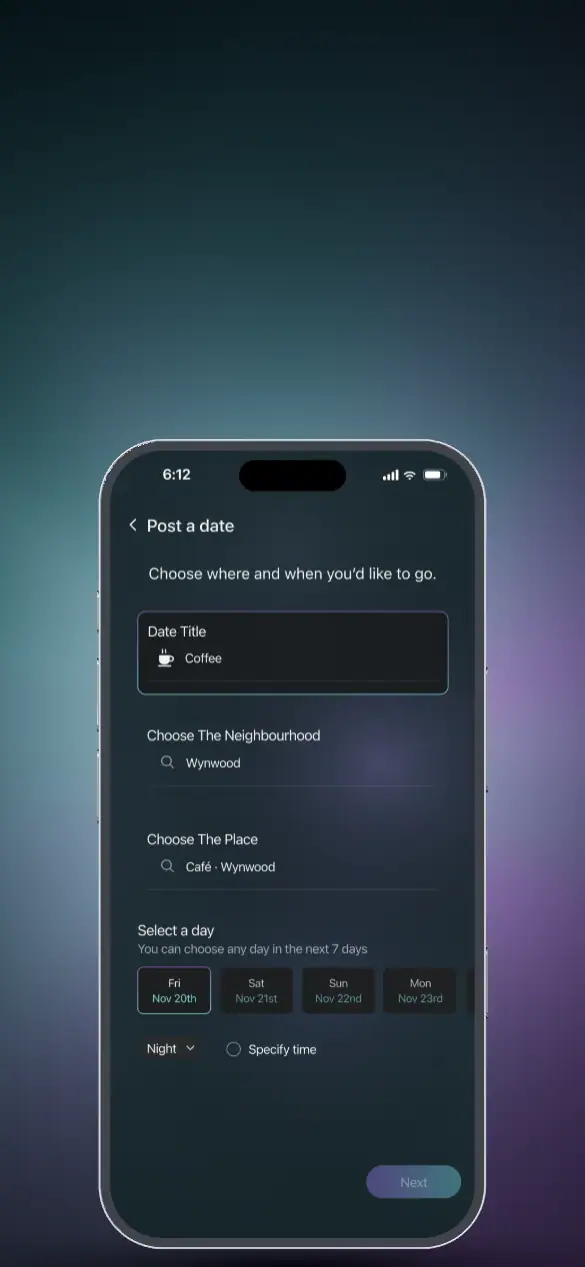 6:12
Post a date
Choose where and when you'd like to go.
Date Title
Coffee
Choose The Neighbourhood
Wynwood
Choose The Place
Café · Wynwood
Select a day
You can choose any day in the next 7 days
Fri Sat Sun Mon
Nov 20th Nov 21st Nov 22nd Nov 23rd
Night Specify time
Next